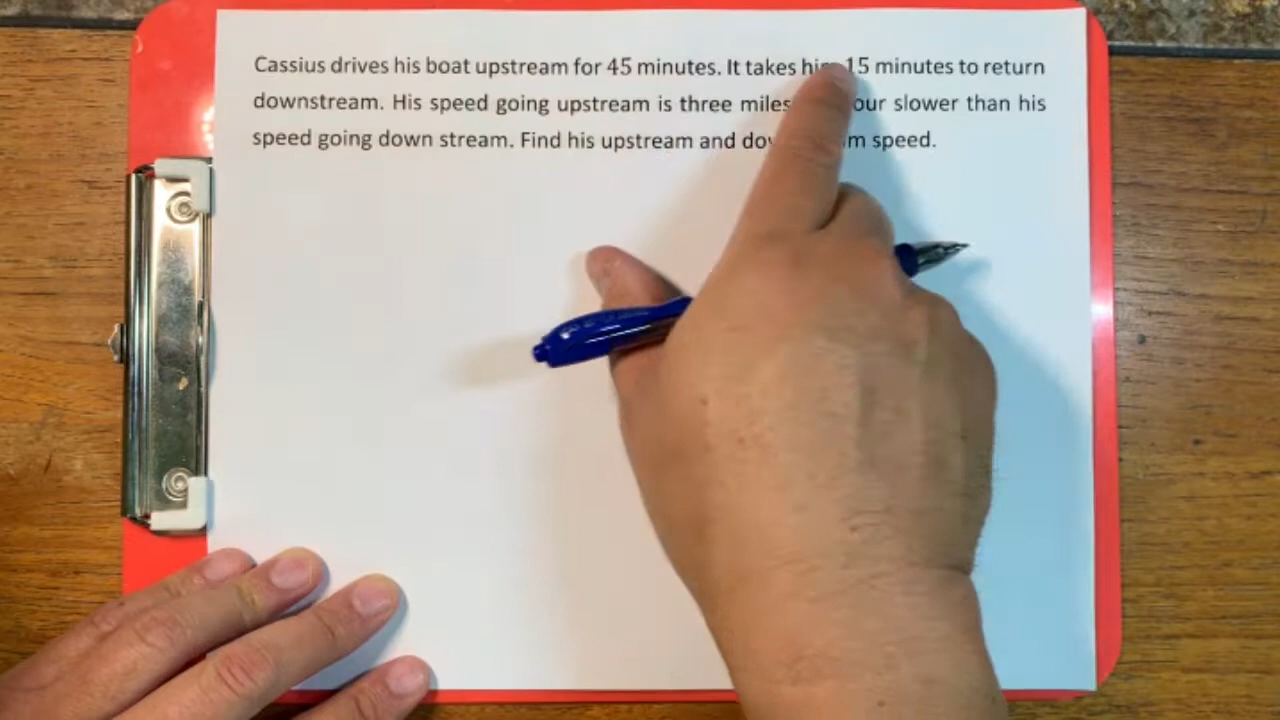 Cassius drives his boat upstream for 45 minutes. It takes him 15 minutes to return
downstream. His speed going upstream is three miles slower than his
speed going down stream. Find his upstream and speed.